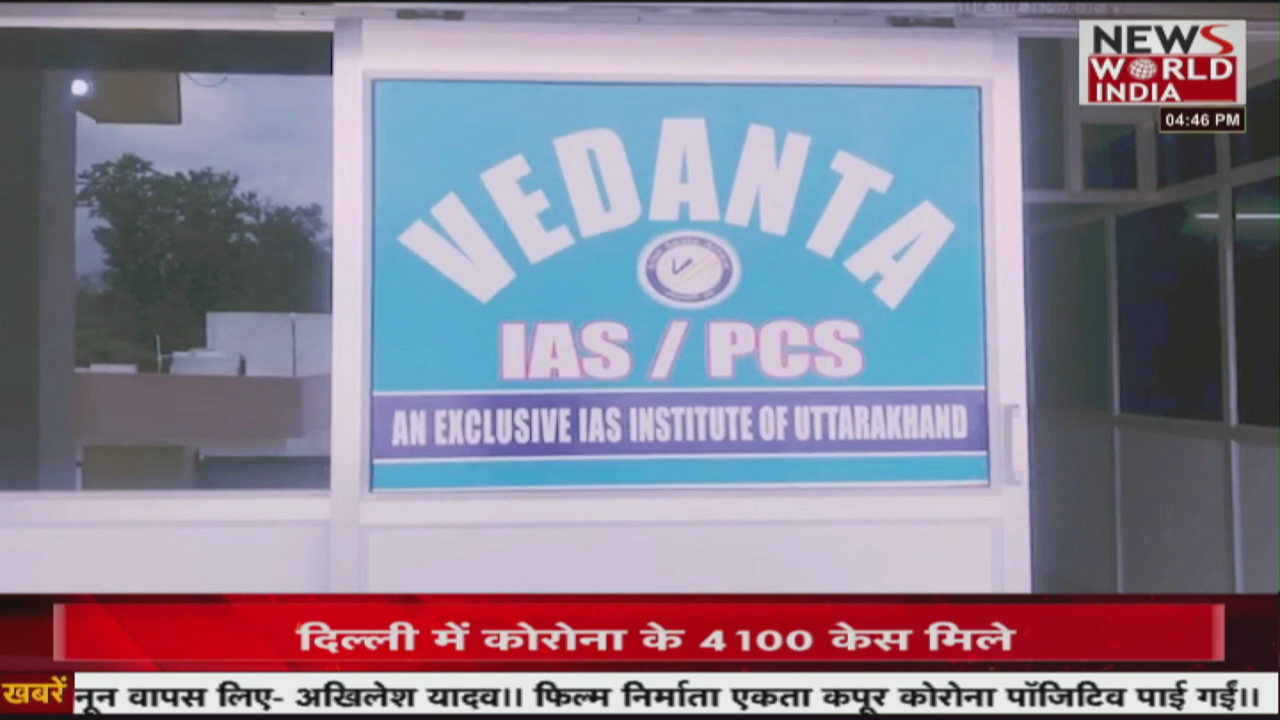 NEWS
WORLD
INDIA
04:46 PM
VEDANTA
IAS / PCS
AN EXCLUSIVE IAS INSTITUTE OF UTTARAKHAND
दिल्ली में कोरोना के 4100 केस मिले
खबरें नून वापस लिए- अखिलेश यादव।। फिल्म निर्माता एकता कपूर कोरोना पॉजिटिव पाई गईं।।